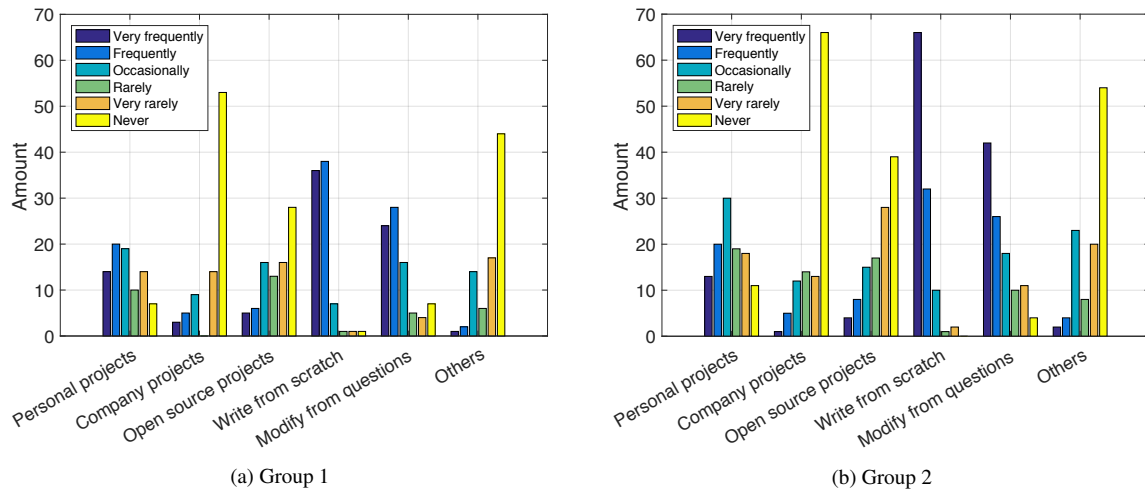 70
60
50
40
30
20
10
0
Amount
Very frequently
Frequently
Occasionally
Rarely
Very rarely
Never
Personal projects
Company projects
Open source projects
Write from scratch
Modify from questions
Others
(a) Group 1
70
60
50
40
30
20
10
0
Amount
Very frequently
Frequently
Occasionally
Rarely
Very rarely
Never
Personal projects
Company projects
Open source projects
Write from scratch
Modify from questions
Others
(b) Group 2